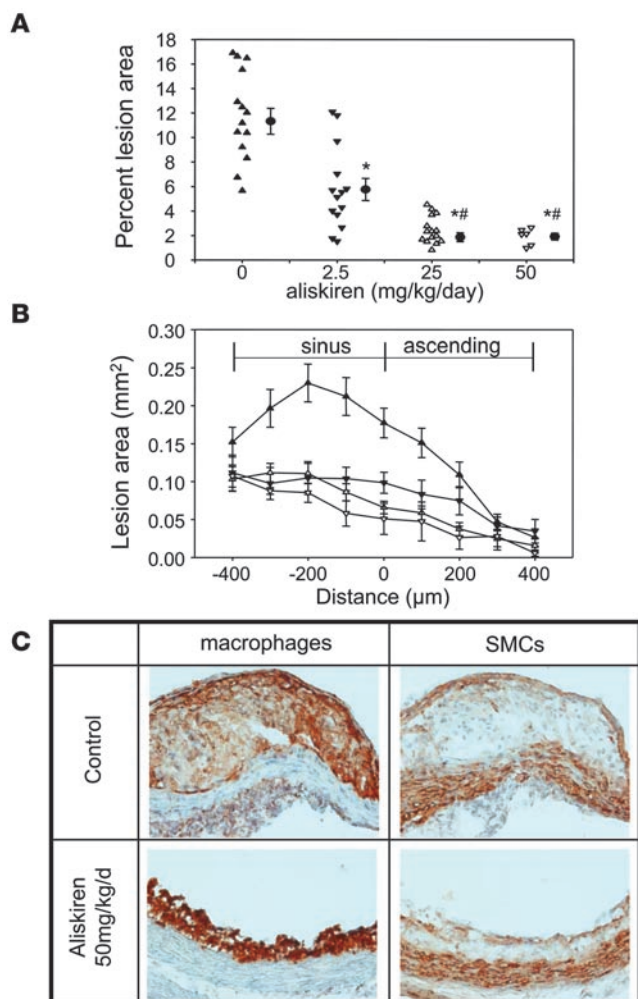 A
Percent lesion area
18
16
14
12
10
8
6
4
2
0
*
*#
*#
0 2.5 25 50
aliskiren (mg/kg/day)
B
Lesion area (mm²)
0.30
0.25
0.20
0.15
0.10
0.05
0.00
sinus ascending
-400 -200 0 200 400
Distance (µm)
C
macrophages SMCs
Control
Aliskiren
50mg/kg/d